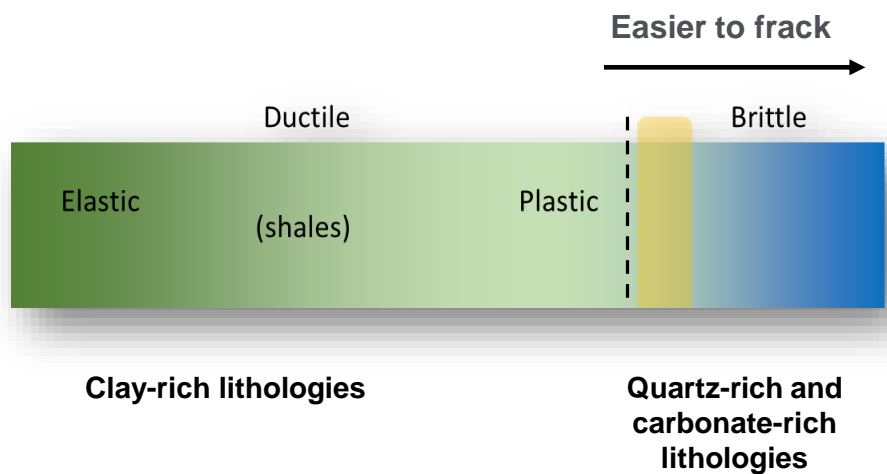 Easier to frack
Ductile
Brittle
Elastic
Plastic
(shales)
Clay-rich lithologies
Quartz-rich and
carbonate-rich
lithologies